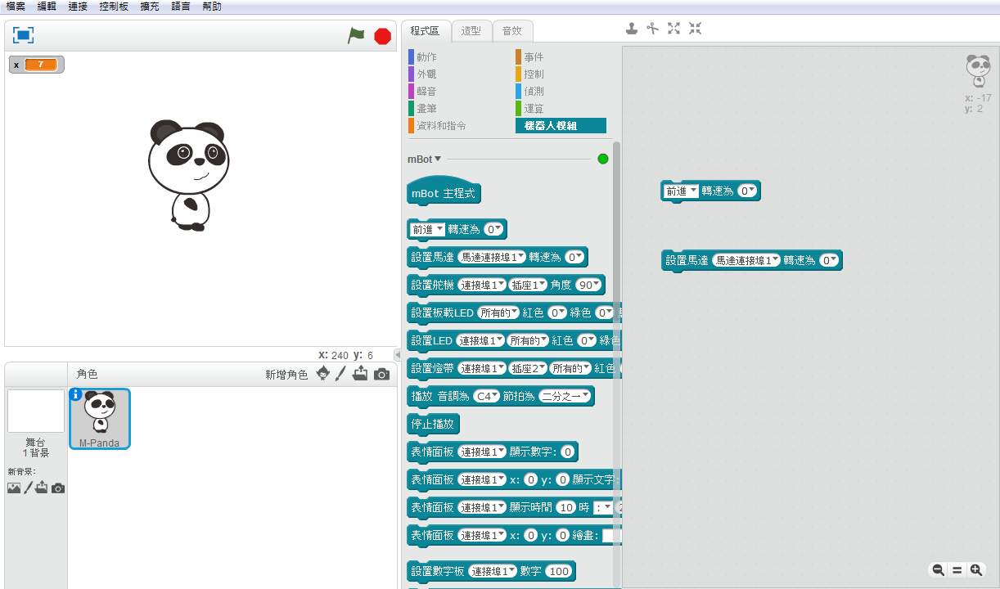 檔案 編輯 連接 控制板 擴充 語言 幫助
x 7
x: 240 y: 6
角色 新增角色
M-Panda
舞台
1 背景
新背景:
程式區 造型 音效
動作 事件
外觀 控制
聲音 偵測
畫筆 運算
資料和指令 機器人模組
mBot
mBot 主程式
前進 轉速為 0
設置馬達 馬達連接埠1 轉速為 0
設置舵機 連接埠1 插座1 角度 90
設置板載LED 所有的 紅色 0 綠色 0
設置LED 連接埠1 所有的 紅色 0 綠色
設置燈帶 連接埠1 插座2 所有的 紅色
播放 音調為 C4 節拍為 二分之一
停止播放
表情面板 連接埠1 顯示數字: 0
表情面板 連接埠1 x: 0 y: 0 顯示文字:
表情面板 連接埠1 顯示時間 10 時 :
表情面板 連接埠1 x: 0 y: 0 繪畫:
設置數字板 連接埠1 數字 100
x: -17
y: 2
前進 轉速為 0
設置馬達 馬達連接埠1 轉速為 0